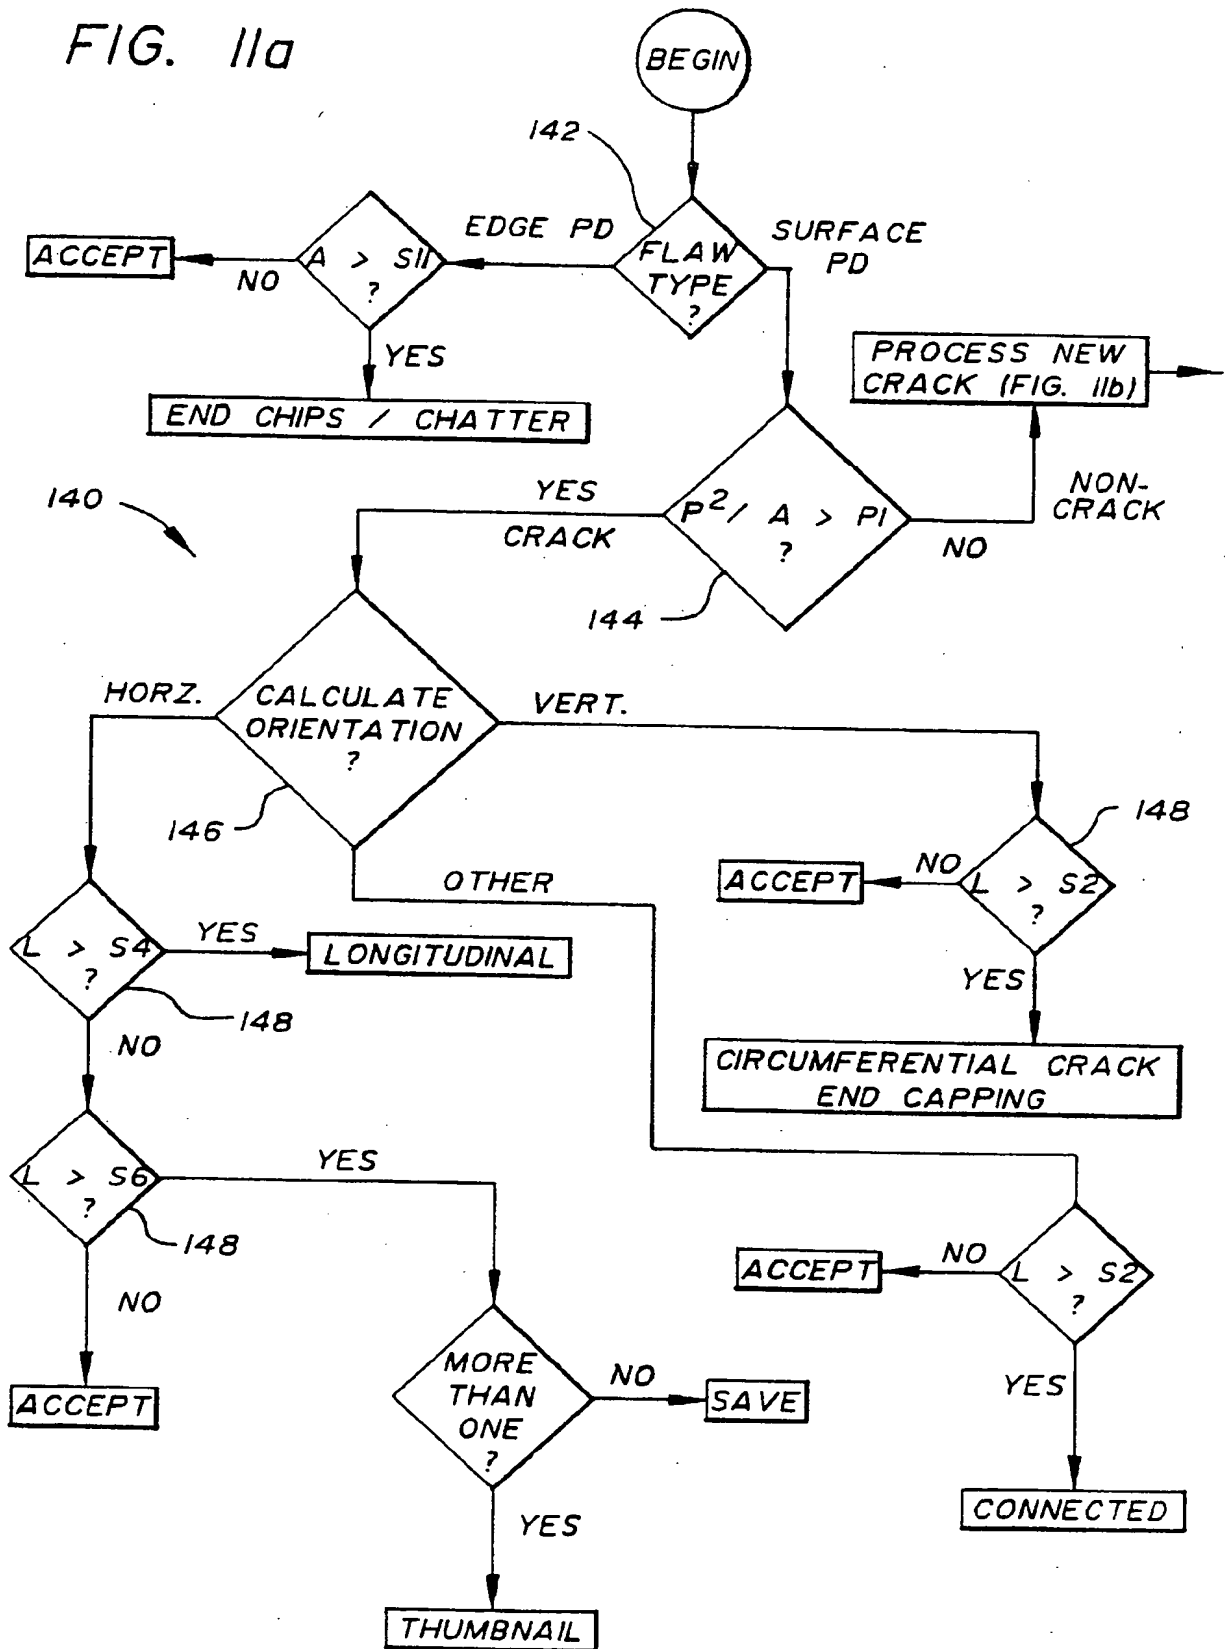 FIG. 11a
BEGIN
142
EDGE PD
SURFACE
PD
FLAW
TYPE
?
A > S11
?
ACCEPT
NO
YES
END CHIPS / CHATTER
PROCESS NEW
CRACK (FIG. 11b)
140
YES
CRACK
P²/ A > P1
?
NO
NON-
CRACK
144
HORZ.
CALCULATE
ORIENTATION
?
VERT.
146
148
OTHER
ACCEPT
NO
L > S2
?
YES
CIRCUMFERENTIAL CRACK
END CAPPING
L > S4
?
YES
LONGITUDINAL
148
NO
L > S6
?
YES
148
NO
ACCEPT
MORE
THAN
ONE
?
NO
SAVE
YES
THUMBNAIL
ACCEPT
NO
L > S2
?
YES
CONNECTED